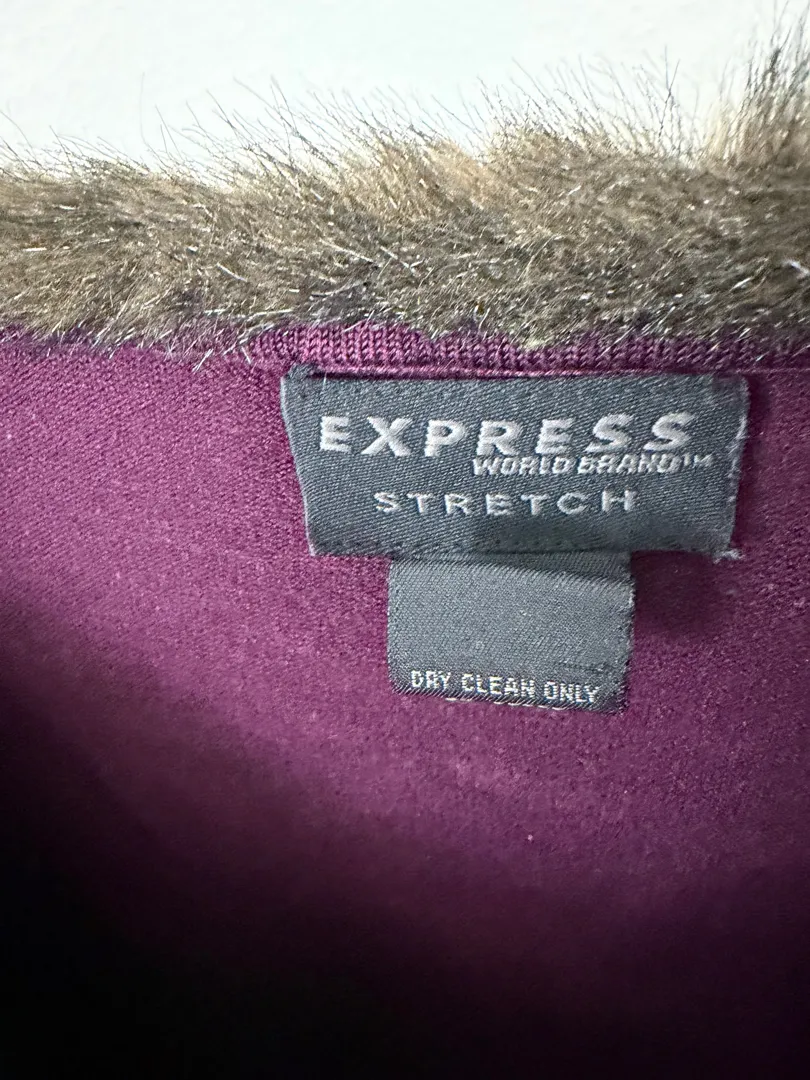 EXPRESS
WORLD BRAND™
STRETCH
DRY CLEAN ONLY